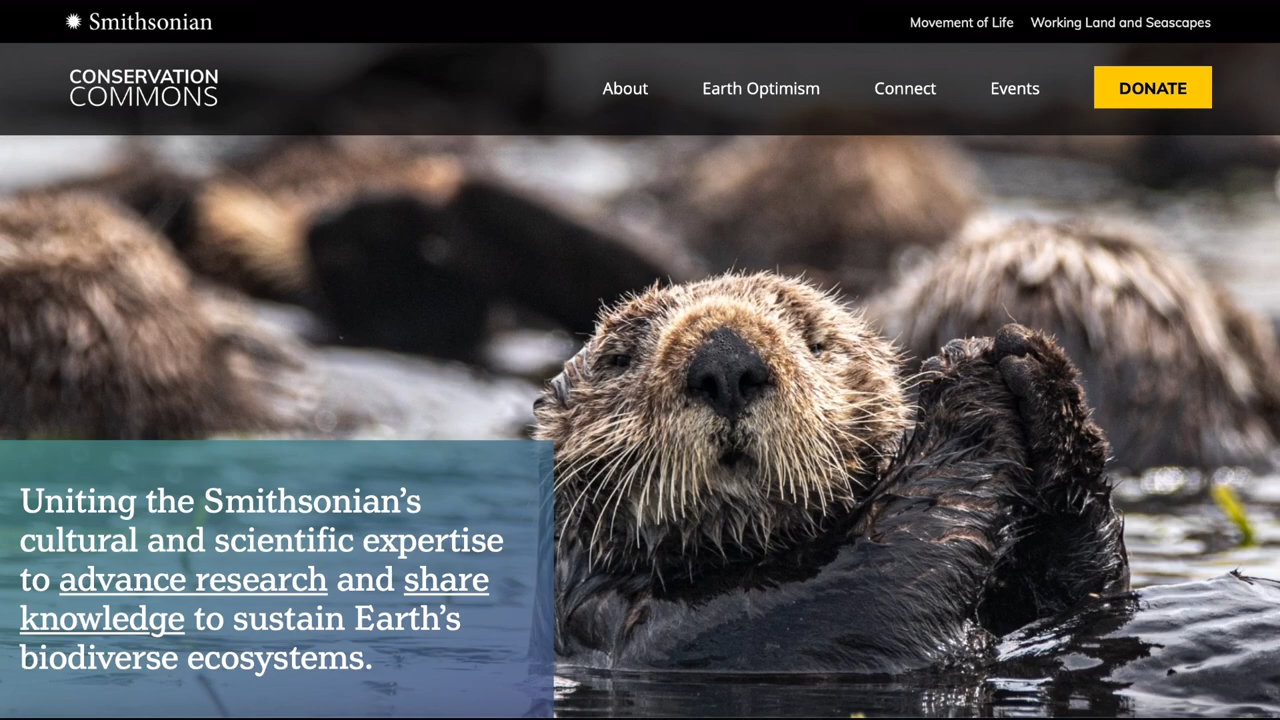 Smithsonian
Movement of Life
Working Land and Seascapes
CONSERVATION
COMMONS
About
Earth Optimism
Connect
Events
DONATE
Uniting the Smithsonian’s
cultural and scientific expertise
to advance research and share
knowledge to sustain Earth’s
biodiverse ecosystems.